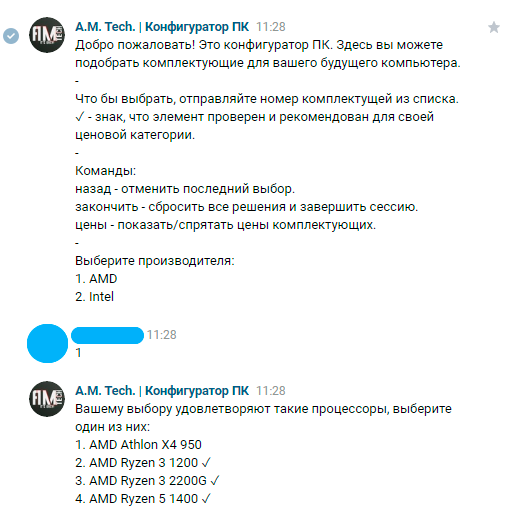 A.M. Tech. | Конфигуратор ПК 11:28
Добро пожаловать! Это конфигуратор ПК. Здесь вы можете
подобрать комплектующие для вашего будущего компьютера.
-
Что бы выбрать, отправляйте номер комплектущей из списка.
✓ - знак, что элемент проверен и рекомендован для своей
ценовой категории.
-
Команды:
назад - отменить последний выбор.
закончить - сбросить все решения и завершить сессию.
цены - показать/спрятать цены комплектующих.
-
Выберите производителя:
1. AMD
2. Intel
11:28
1
A.M. Tech. | Конфигуратор ПК 11:28
Вашему выбору удовлетворяют такие процессоры, выберите
один из них:
1. AMD Athlon X4 950
2. AMD Ryzen 3 1200 ✓
3. AMD Ryzen 3 2200G ✓
4. AMD Ryzen 5 1400 ✓